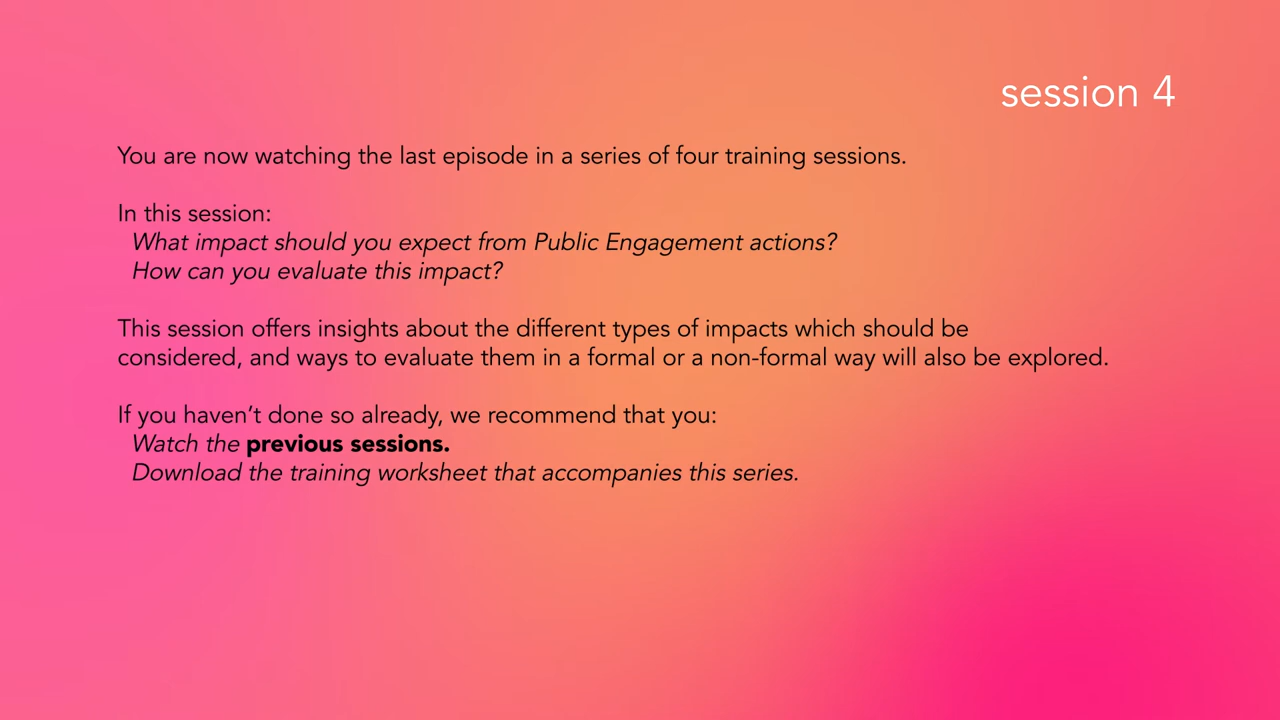 session 4
You are now watching the last episode in a series of four training sessions.
In this session:
What impact should you expect from Public Engagement actions?
How can you evaluate this impact?
This session offers insights about the different types of impacts which should be
considered, and ways to evaluate them in a formal or a non-formal way will also be explored.
If you haven’t done so already, we recommend that you:
Watch the previous sessions.
Download the training worksheet that accompanies this series.